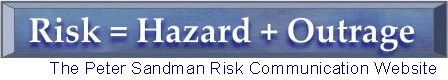 Risk = Hazard + Outrage
The Peter Sandman Risk Communication Website